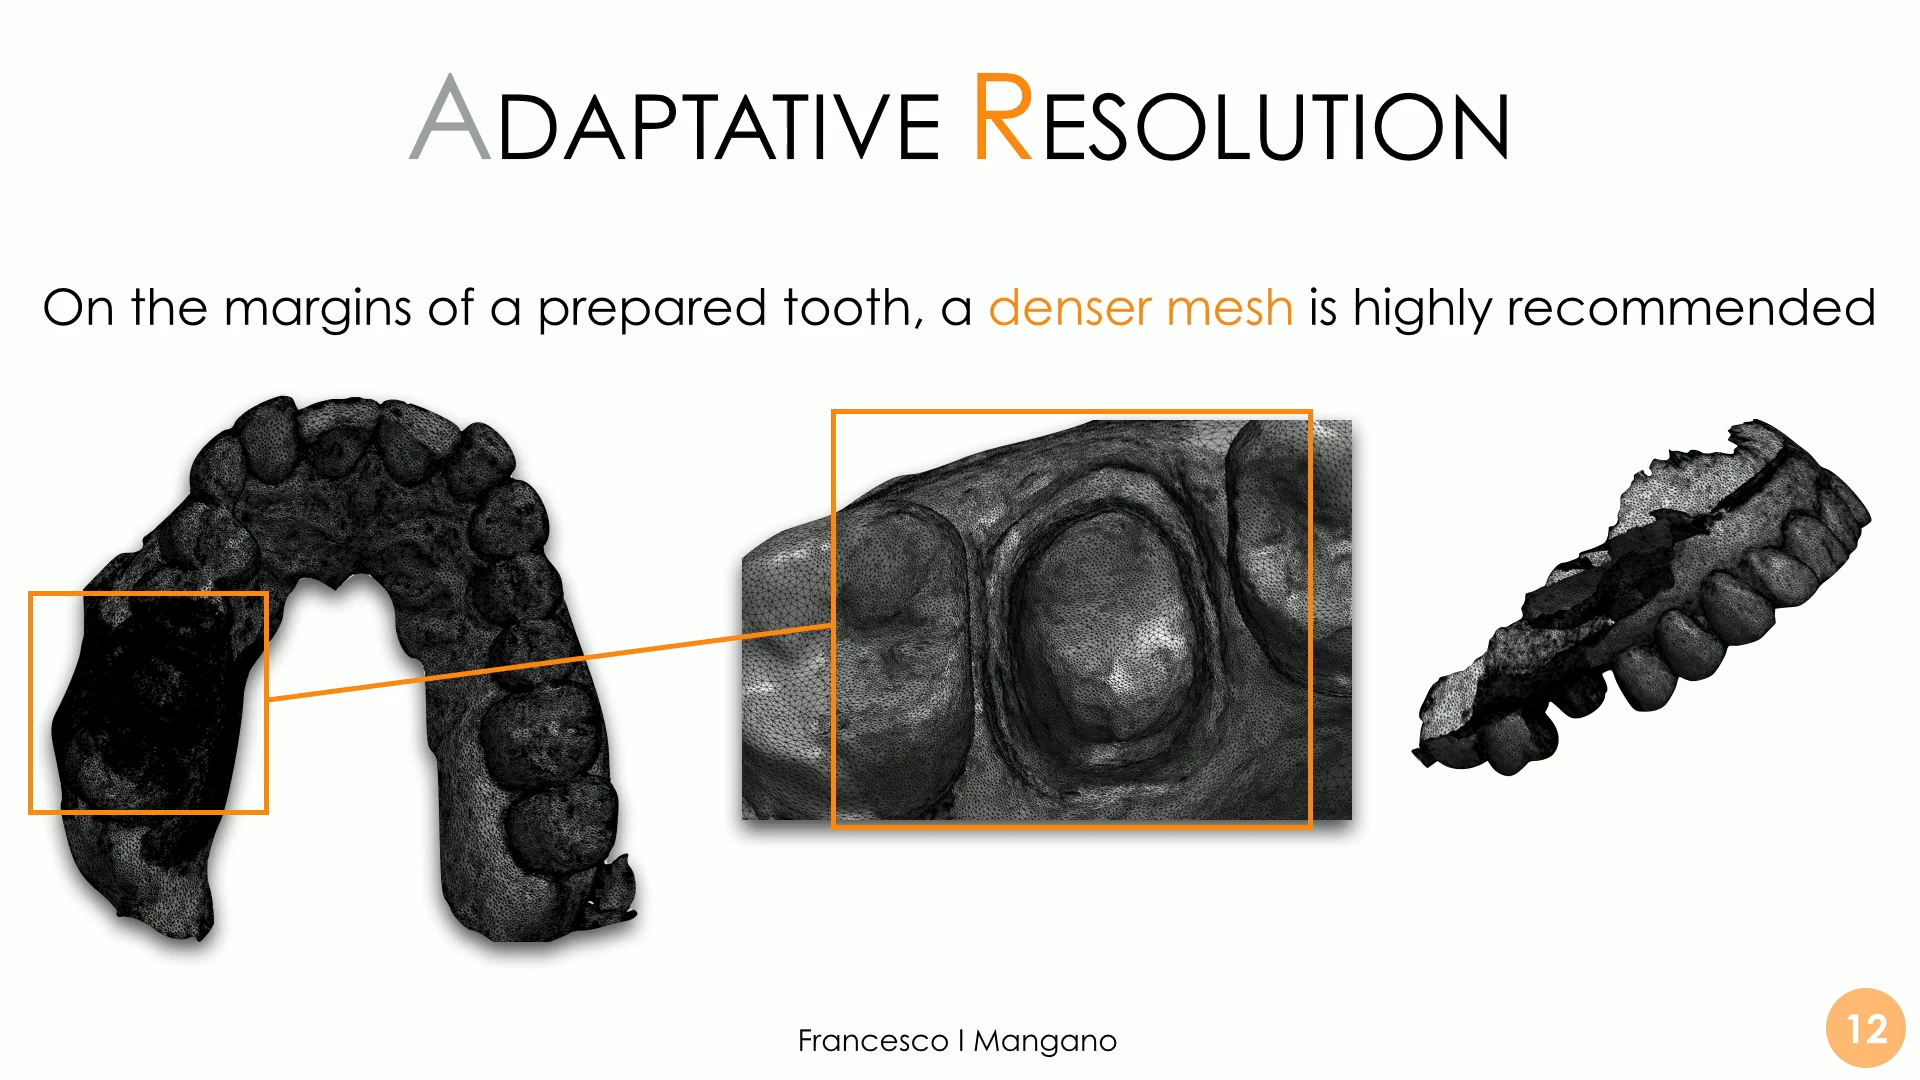 ADAPTATIVE RESOLUTION
On the margins of a prepared tooth, a denser mesh is highly recommended
Francesco I Mangano
12